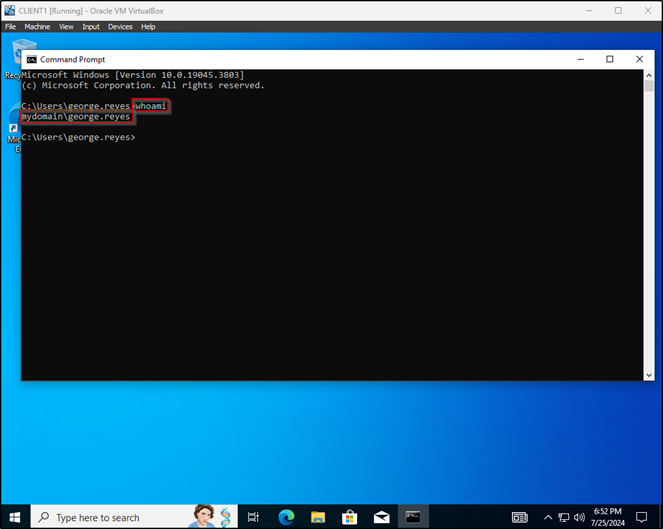 CLIENT1 [Running] - Oracle VM VirtualBox
File Machine View Input Devices Help
Command Prompt
Microsoft Windows [Version 10.0.19045.3803]
(c) Microsoft Corporation. All rights reserved.
C:\Users\george.reyes>whoami
mydomain\george.reyes
C:\Users\george.reyes>
Type here to search
6:52 PM
7/25/2024